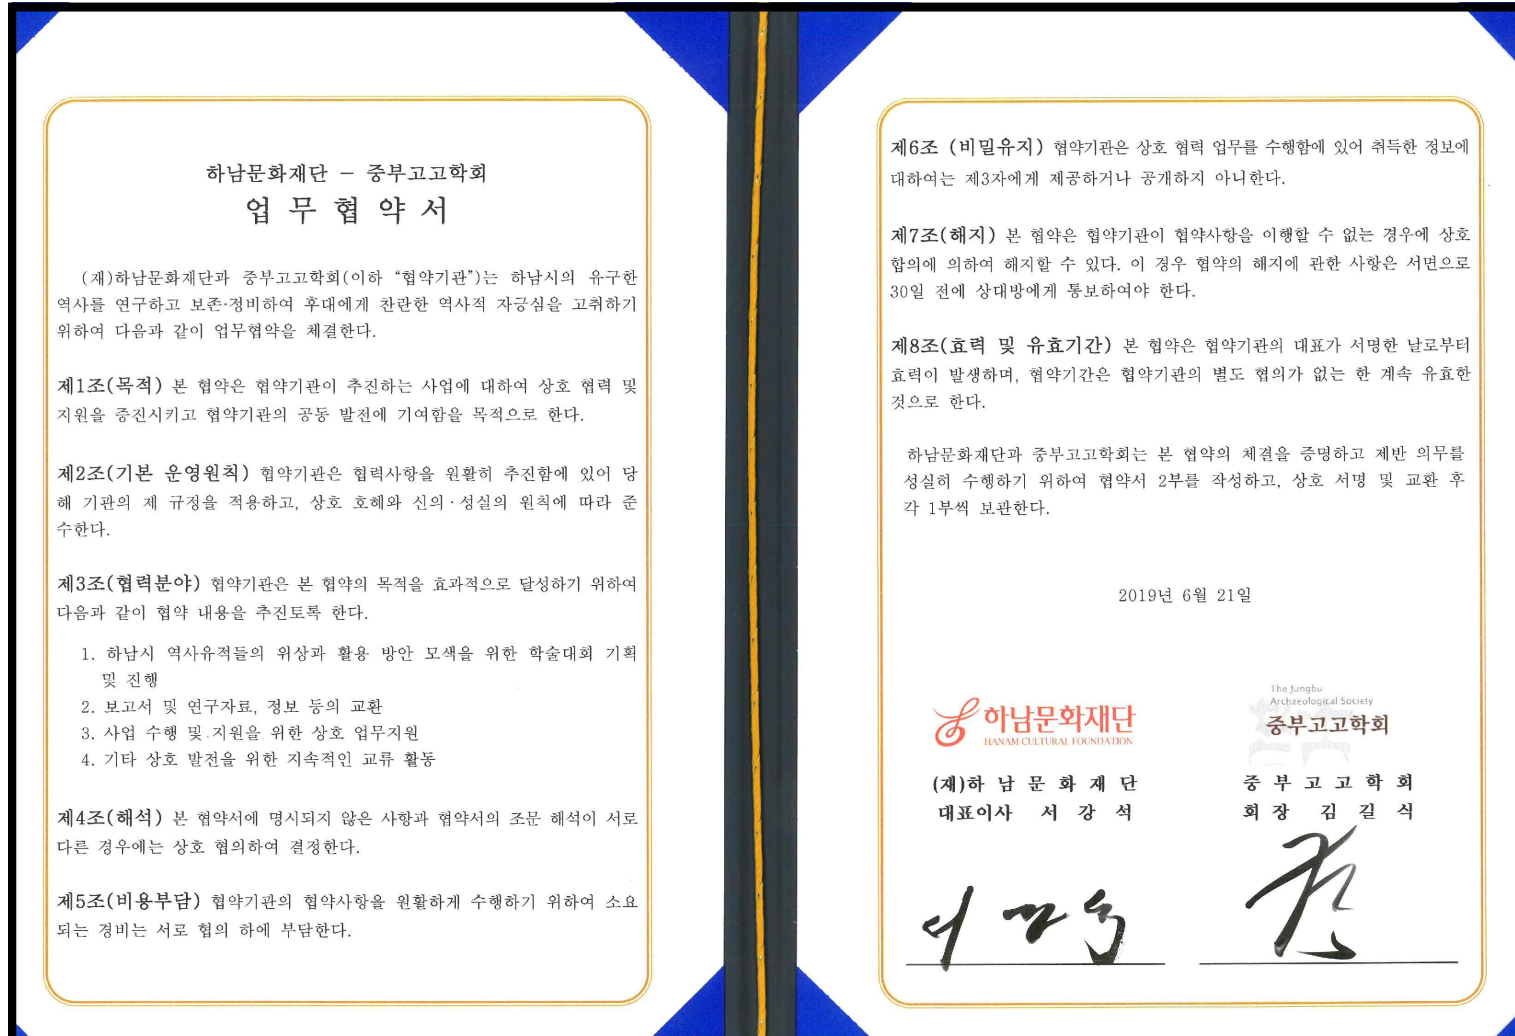 하남문화재단 – 중부고고학회
업 무 협 약 서
(재)하남문화재단과 중부고고학회(이하 “협약기관”)는 하남시의 유구한
역사를 연구하고 보존·정비하여 후대에게 찬란한 역사적 자긍심을 고취하기
위하여 다음과 같이 업무협약을 체결한다.
제1조(목적) 본 협약은 협약기관이 추진하는 사업에 대하여 상호 협력 및
지원을 증진시키고 협약기관의 공동 발전에 기여함을 목적으로 한다.
제2조(기본 운영원칙) 협약기관은 협력사항을 원활히 추진함에 있어 당
해 기관의 제 규정을 적용하고, 상호 호혜와 신의·성실의 원칙에 따라 준
수한다.
제3조(협력분야) 협약기관은 본 협약의 목적을 효과적으로 달성하기 위하여
다음과 같이 협약 내용을 추진토록 한다.
1. 하남시 역사유적들의 위상과 활용 방안 모색을 위한 학술대회 기획
및 진행
2. 보고서 및 연구자료, 정보 등의 교환
3. 사업 수행 및 지원을 위한 상호 업무지원
4. 기타 상호 발전을 위한 지속적인 교류 활동
제4조(해석) 본 협약서에 명시되지 않은 사항과 협약서의 조문 해석이 서로
다른 경우에는 상호 협의하여 결정한다.
제5조(비용부담) 협약기관의 협약사항을 원활하게 수행하기 위하여 소요
되는 경비는 서로 협의 하에 부담한다.
제6조 (비밀유지) 협약기관은 상호 협력 업무를 수행함에 있어 취득한 정보에
대하여는 제3자에게 제공하거나 공개하지 아니한다.
제7조(해지) 본 협약은 협약기관이 협약사항을 이행할 수 없는 경우에 상호
합의에 의하여 해지할 수 있다. 이 경우 협약의 해지에 관한 사항은 서면으로
30일 전에 상대방에게 통보하여야 한다.
제8조(효력 및 유효기간) 본 협약은 협약기관의 대표가 서명한 날로부터
효력이 발생하며, 협약기간은 협약기관의 별도 협의가 없는 한 계속 유효한
것으로 한다.
하남문화재단과 중부고고학회는 본 협약의 체결을 증명하고 제반 의무를
성실히 수행하기 위하여 협약서 2부를 작성하고, 상호 서명 및 교환 후
각 1부씩 보관한다.
2019년 6월 21일
하남문화재단
HANAM CULTURAL FOUNDATION
(재)하 남 문 화 재 단
대표이사 서 강 석
The Jungbu
Archaeological Society
중부고고학회
중 부 고 고 학 회
회 장 김 길 식